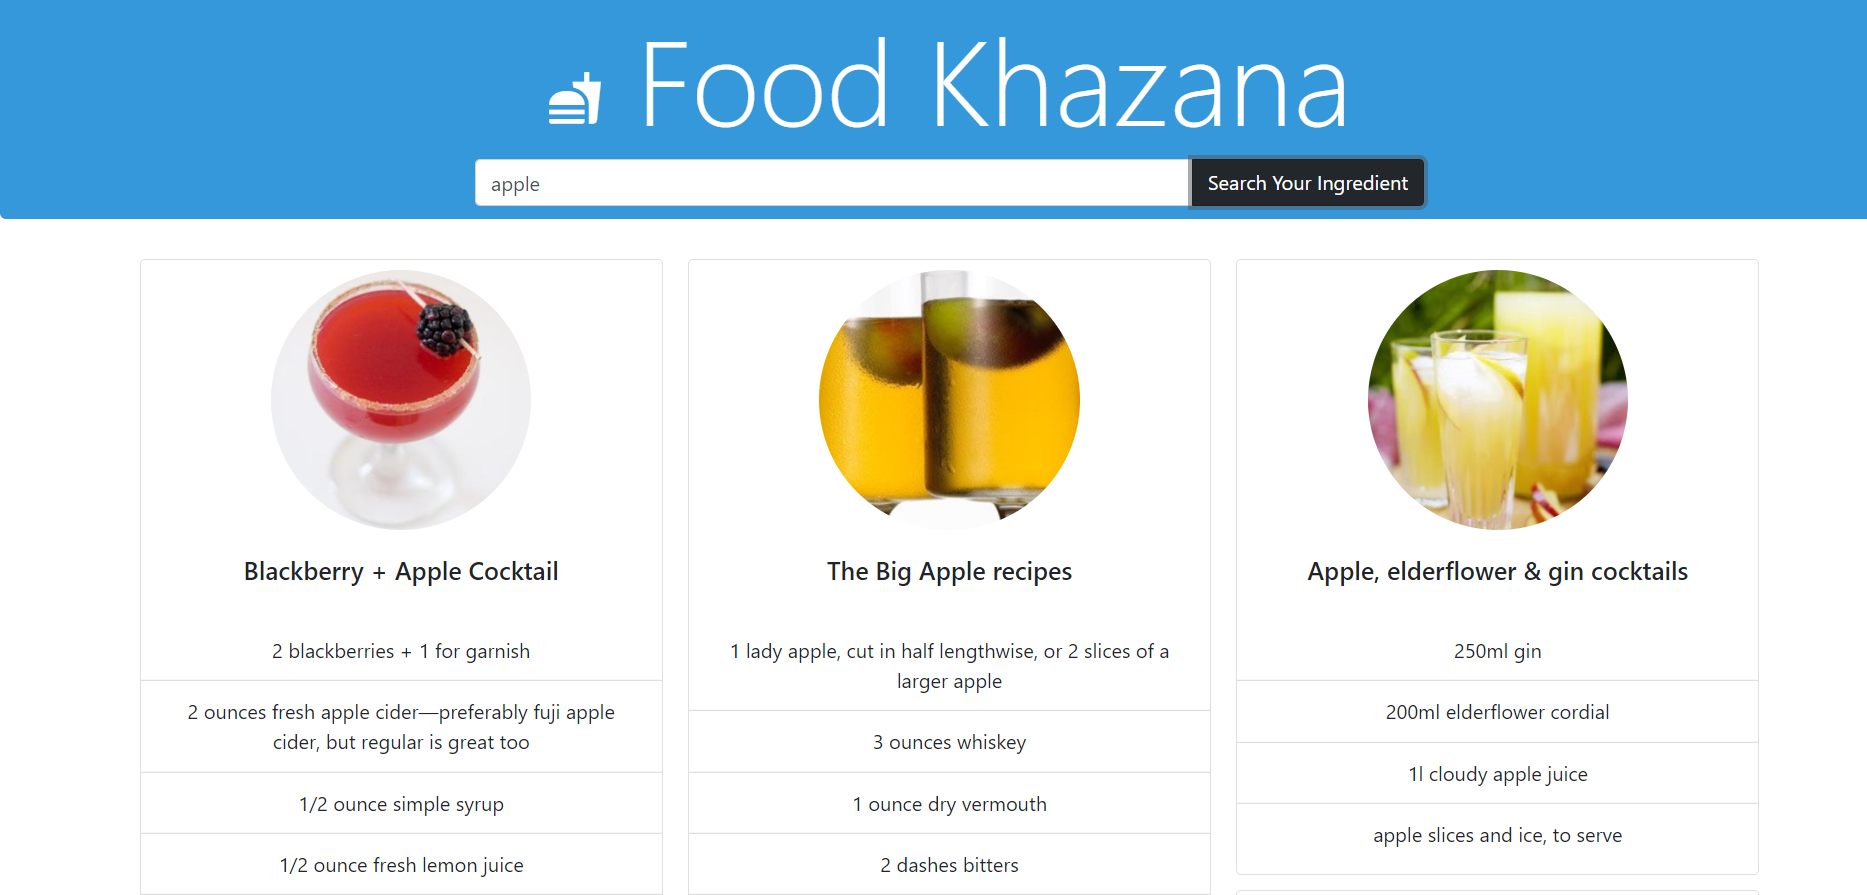 Food Khazana
apple
Search Your Ingredient
Blackberry + Apple Cocktail
2 blackberries + 1 for garnish
2 ounces fresh apple cider—preferably fuji apple
cider, but regular is great too
1/2 ounce simple syrup
1/2 ounce fresh lemon juice
The Big Apple recipes
1 lady apple, cut in half lengthwise, or 2 slices of a
larger apple
3 ounces whiskey
1 ounce dry vermouth
2 dashes bitters
Apple, elderflower & gin cocktails
250ml gin
200ml elderflower cordial
1l cloudy apple juice
apple slices and ice, to serve